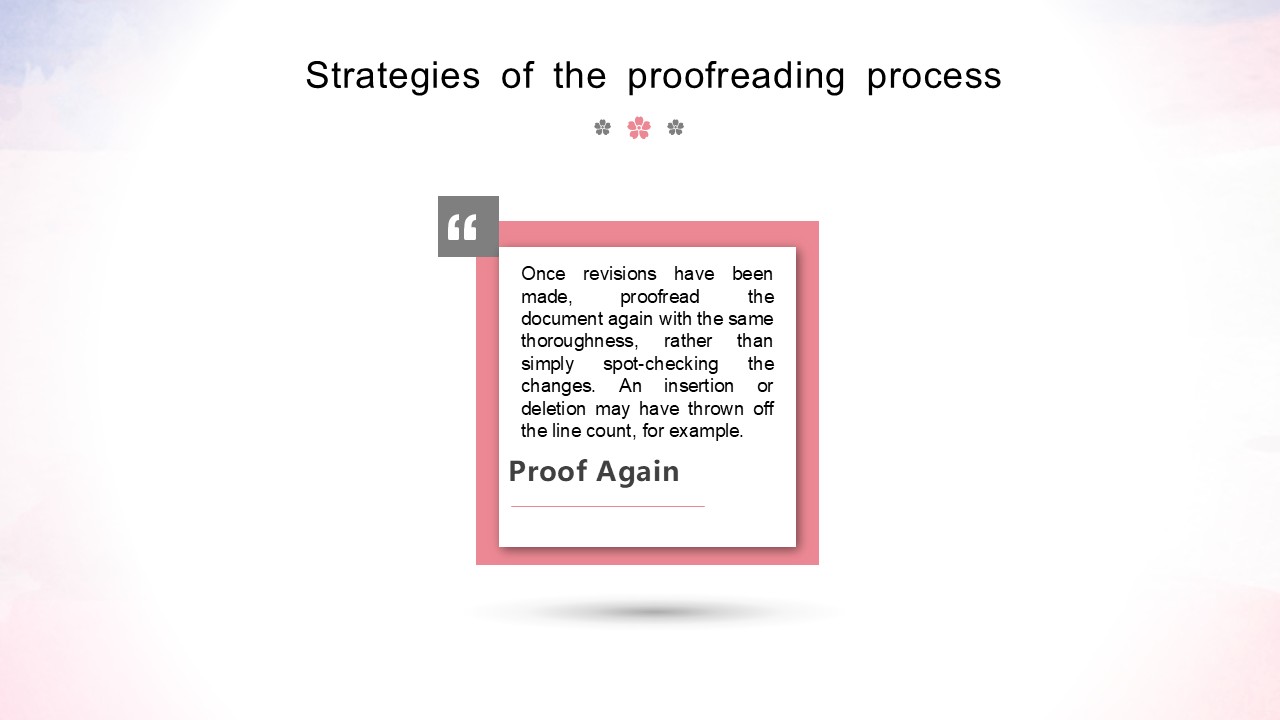 Strategies of the proofreading process
“
Once revisions have been
made, proofread the
document again with the same
thoroughness, rather than
simply spot-checking the
changes. An insertion or
deletion may have thrown off
the line count, for example.
Proof Again